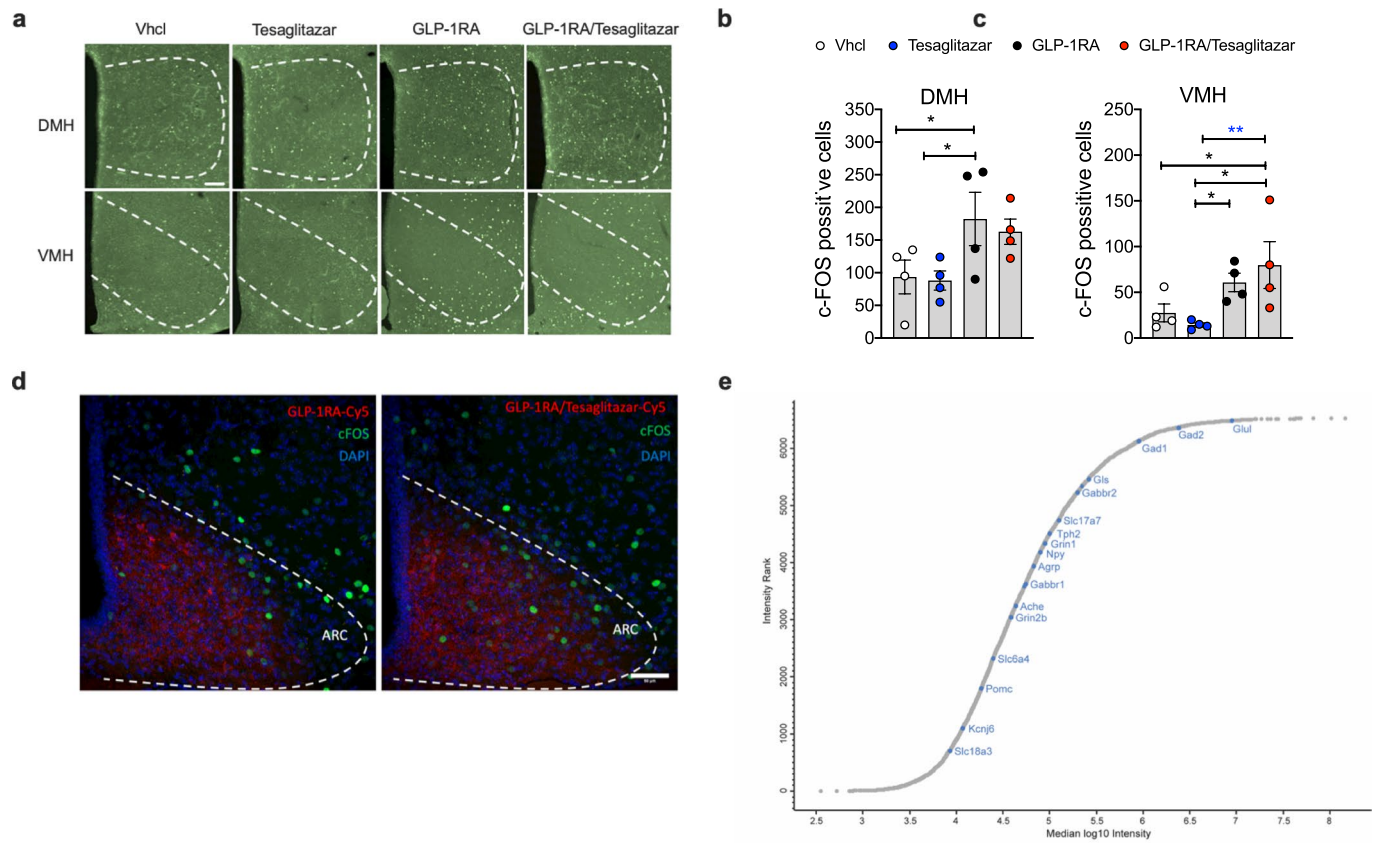 a
Vhcl Tesaglitazar GLP-1RA GLP-1RA/Tesaglitazar
DMH
VMH
b c
Vhcl Tesaglitazar GLP-1RA GLP-1RA/Tesaglitazar
DMH
c-FOS possitive cells
350
300
250
200
150
100
50
0
*
*
VMH
c-FOS possitive cells
250
200
150
100
50
0
**
*
*
*
d
GLP-1RA-Cy5
cFOS
DAPI
ARC
GLP-1RA/Tesaglitazar-Cy5
cFOS
DAPI
ARC
e
Intensity Rank
6000
5000
4000
3000
2000
1000
0
Glul
Gad2
Gad1
Gls
Gabbr2
Slc17a7
Tph2
Grin1
Npy
Agrp
Gabbr1
Ache
Grin2b
Slc6a4
Pomc
Kcnj6
Slc18a3
2.5 3 3.5 4 4.5 5 5.5 6 6.5 7 7.5 8
Median log10 Intensity